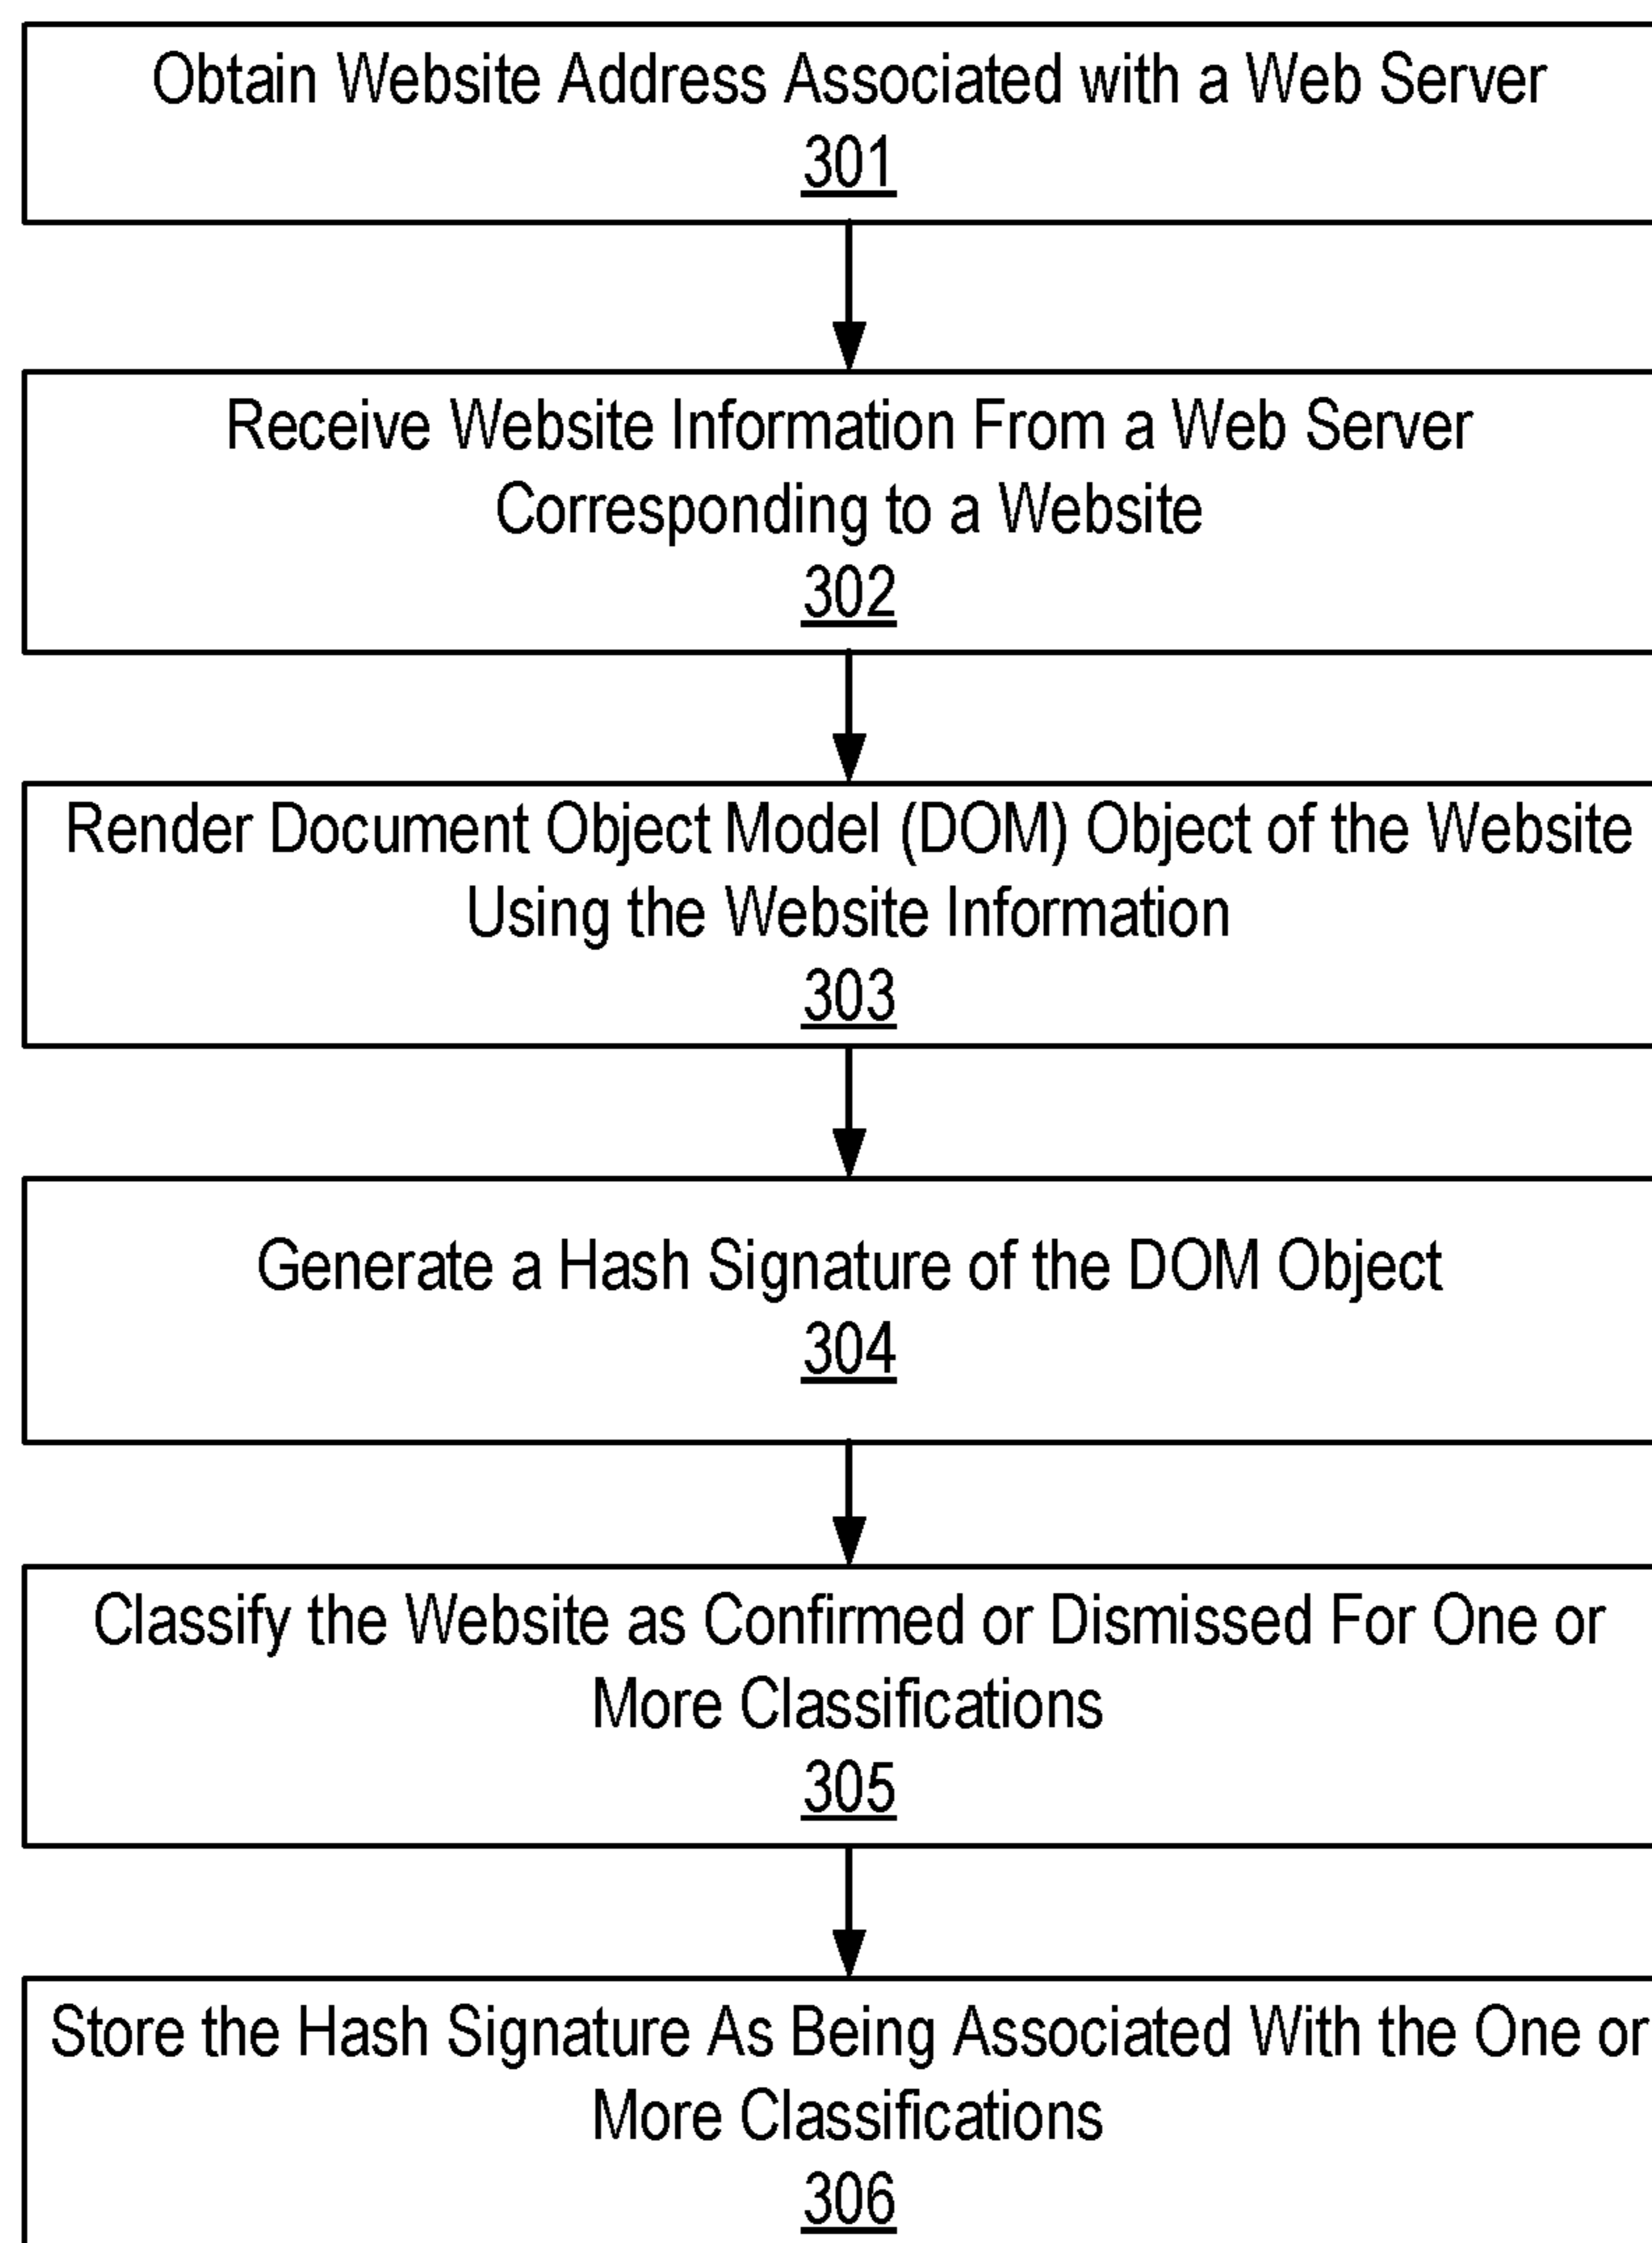 Obtain Website Address Associated with a Web Server
301
Receive Website Information From a Web Server
Corresponding to a Website
302
Render Document Object Model (DOM) Object of the Website
Using the Website Information
303
Generate a Hash Signature of the DOM Object
304
Classify the Website as Confirmed or Dismissed For One or
More Classifications
305
Store the Hash Signature As Being Associated With the One or
More Classifications
306